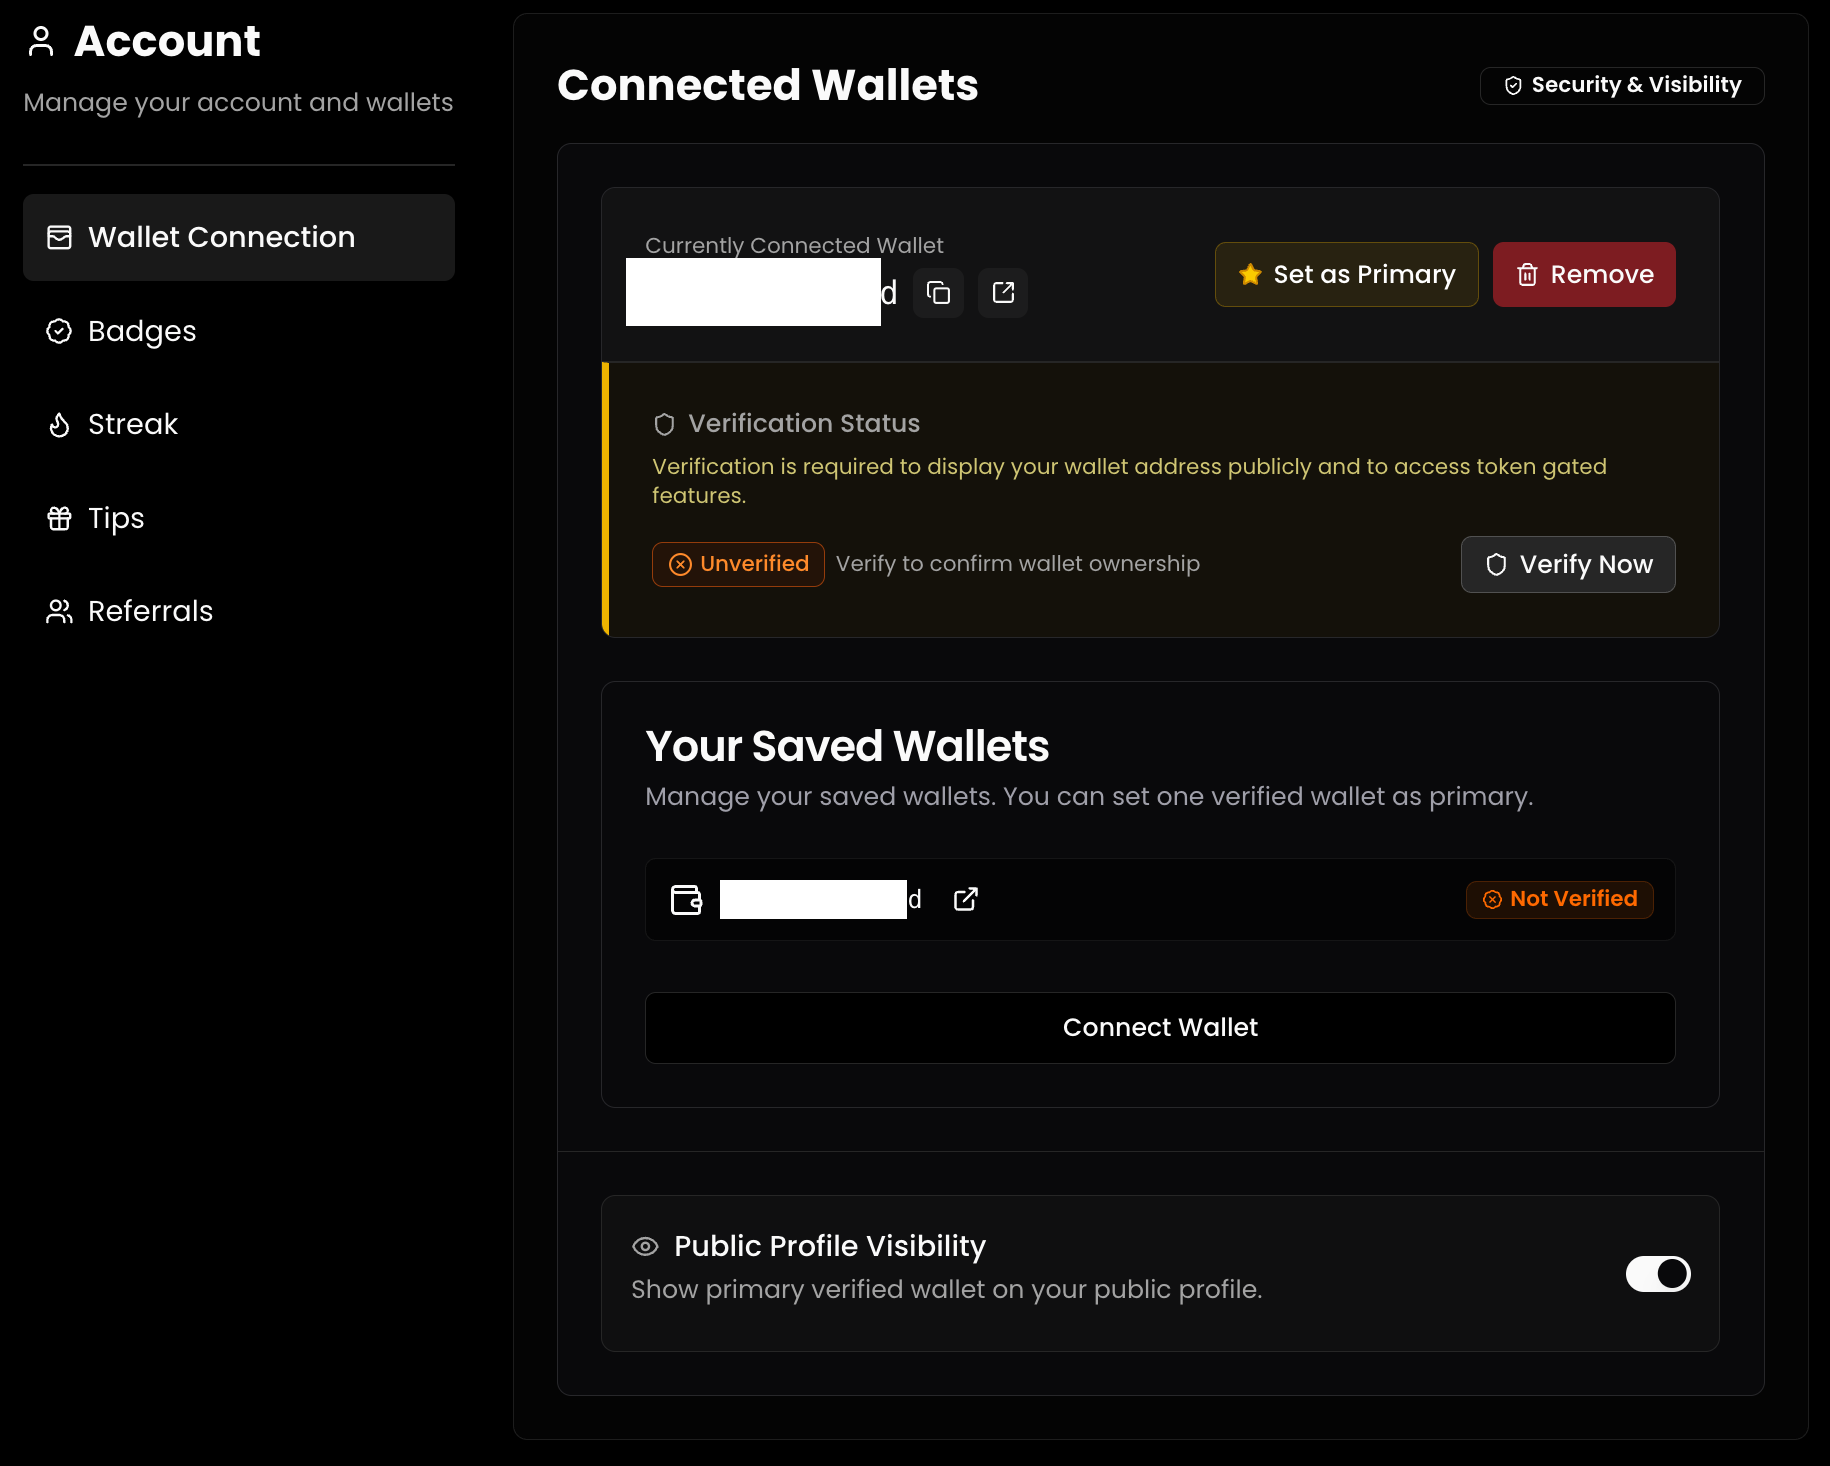 Account
Manage your account and wallets
Wallet Connection
Badges
Streak
Tips
Referrals
Connected Wallets
Security & Visibility
Currently Connected Wallet
d
Set as Primary
Remove
Verification Status
Verification is required to display your wallet address publicly and to access token gated
features.
Unverified
Verify to confirm wallet ownership
Verify Now
Your Saved Wallets
Manage your saved wallets. You can set one verified wallet as primary.
d
Not Verified
Connect Wallet
Public Profile Visibility
Show primary verified wallet on your public profile.